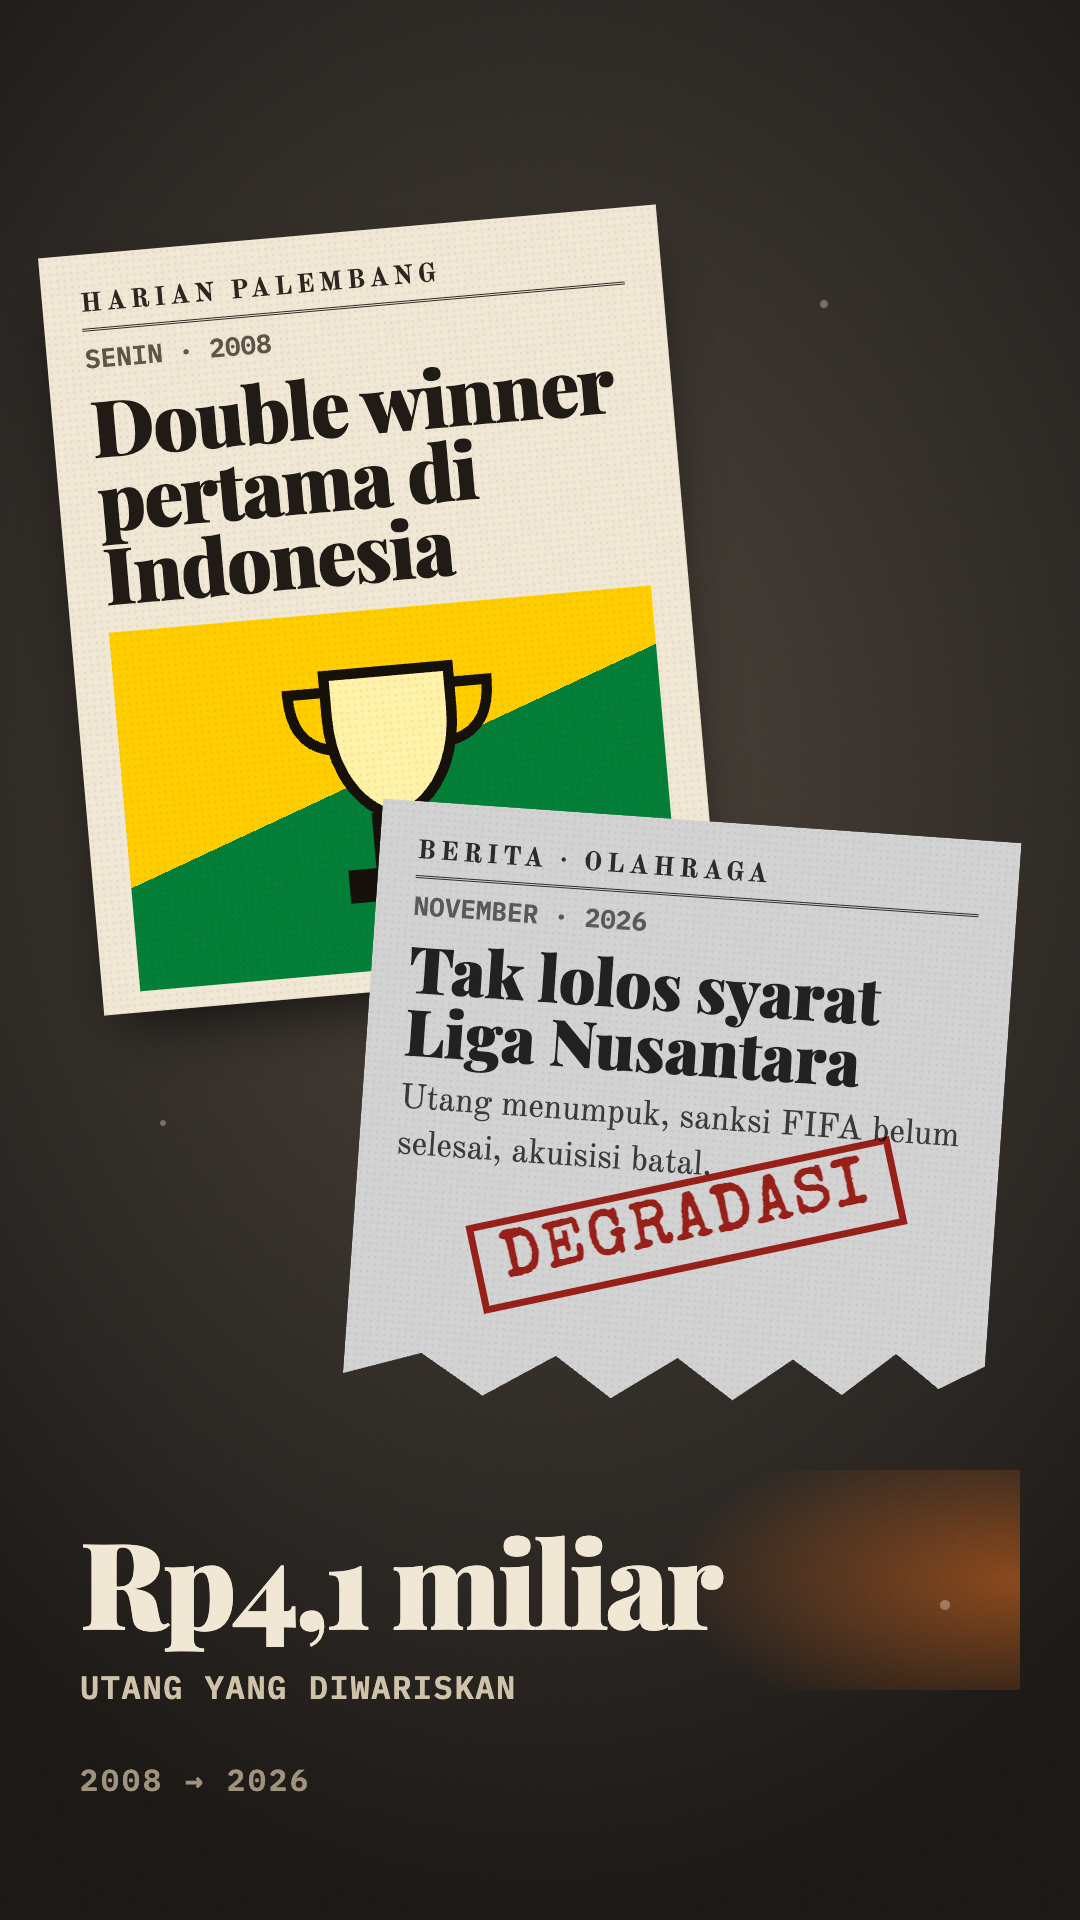 HARIAN PALEMBANG
SENIN · 2008
Double winner
pertama di
Indonesia
BERITA · OLAHRAGA
NOVEMBER · 2026
Tak lolos syarat
Liga Nusantara
Utang menumpuk, sanksi FIFA belum
selesai, akuisisi batal.
DEGRADASI
Rp4,1 miliar
UTANG YANG DIWARISKAN
2008 → 2026